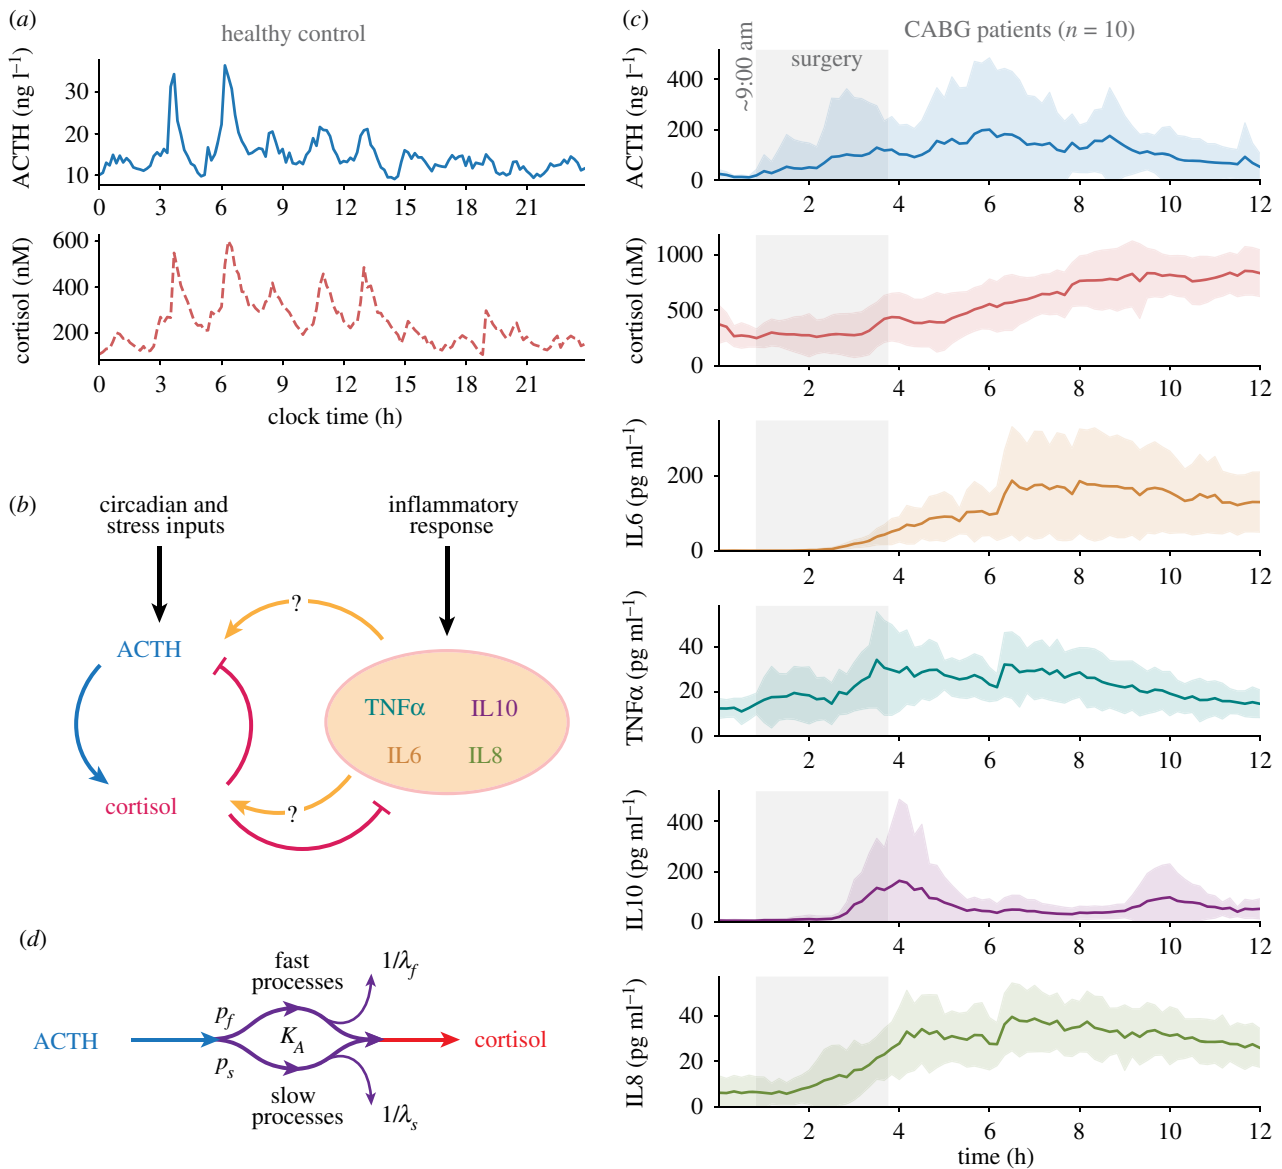 (a)
healthy control
ACTH (ng l–1)
30
20
10
0 3 6 9 12 15 18 21
cortisol (nM)
600
400
200
0 3 6 9 12 15 18 21
clock time (h)
(b)
circadian and
stress inputs
inflammatory
response
?
ACTH
TNFα IL10
IL6 IL8
cortisol
?
(d)
fast
processes
1/λf
pf
ACTH
KA
cortisol
ps
slow
processes
1/λs
(c)
CABG patients (n = 10)
~9:00 am
surgery
ACTH (ng l–1)
400
200
0
2 4 6 8 10 12
cortisol (nM)
1000
500
0
2 4 6 8 10 12
IL6 (pg ml–1)
200
0
2 4 6 8 10 12
TNFα (pg ml–1)
40
20
0
2 4 6 8 10 12
IL10 (pg ml–1)
400
200
0
2 4 6 8 10 12
IL8 (pg ml–1)
40
20
0
2 4 6 8 10 12
time (h)